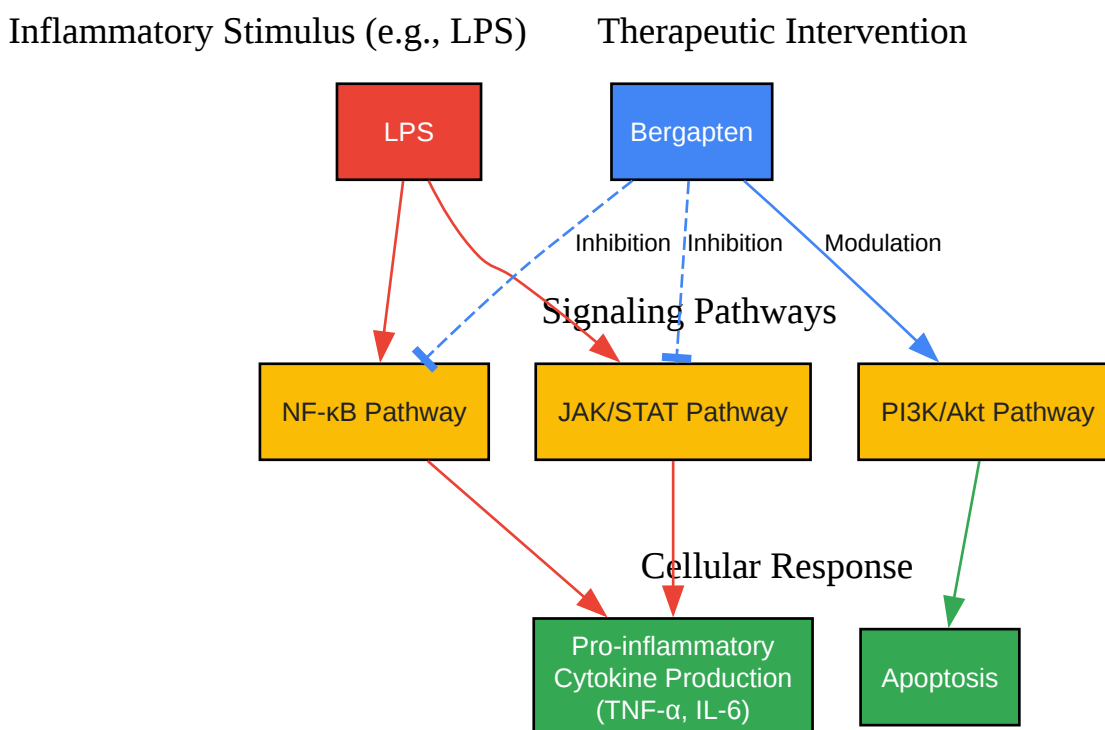 Inflammatory Stimulus (e.g., LPS)
Therapeutic Intervention
LPS
Bergapten
Inhibition
Inhibition
Modulation
Signaling Pathways
NF-κB Pathway
JAK/STAT Pathway
PI3K/Akt Pathway
Cellular Response
Pro-inflammatory
Cytokine Production
(TNF-α, IL-6)
Apoptosis